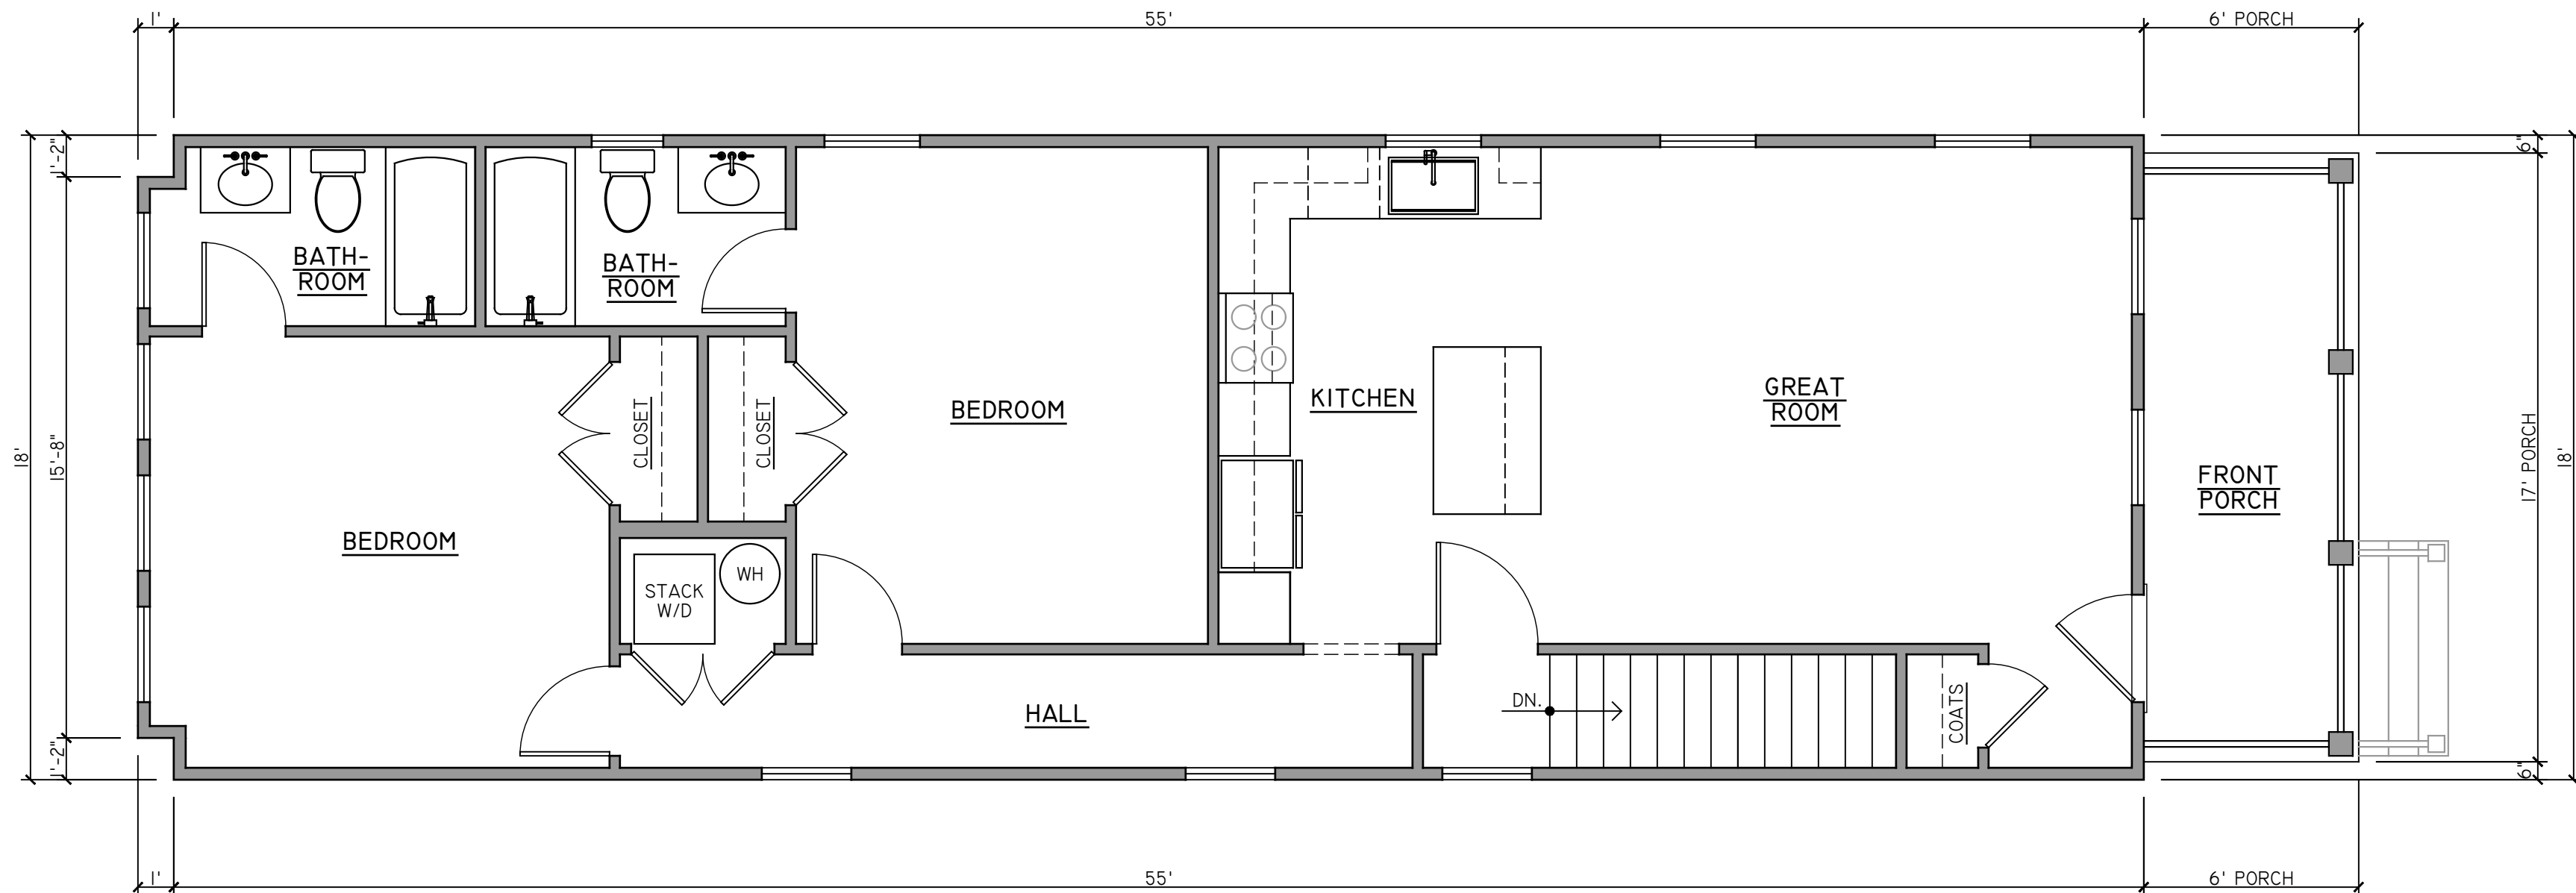 1'
55'
6' PORCH
1'-2"
6"
BATH-
ROOM
BATH-
ROOM
BEDROOM
KITCHEN
GREAT
ROOM
CLOSET
CLOSET
18'
15'-8"
17' PORCH
18'
FRONT
PORCH
BEDROOM
STACK
W/D
WH
HALL
DN.
COATS
1'-2"
6"
1'
55'
6' PORCH